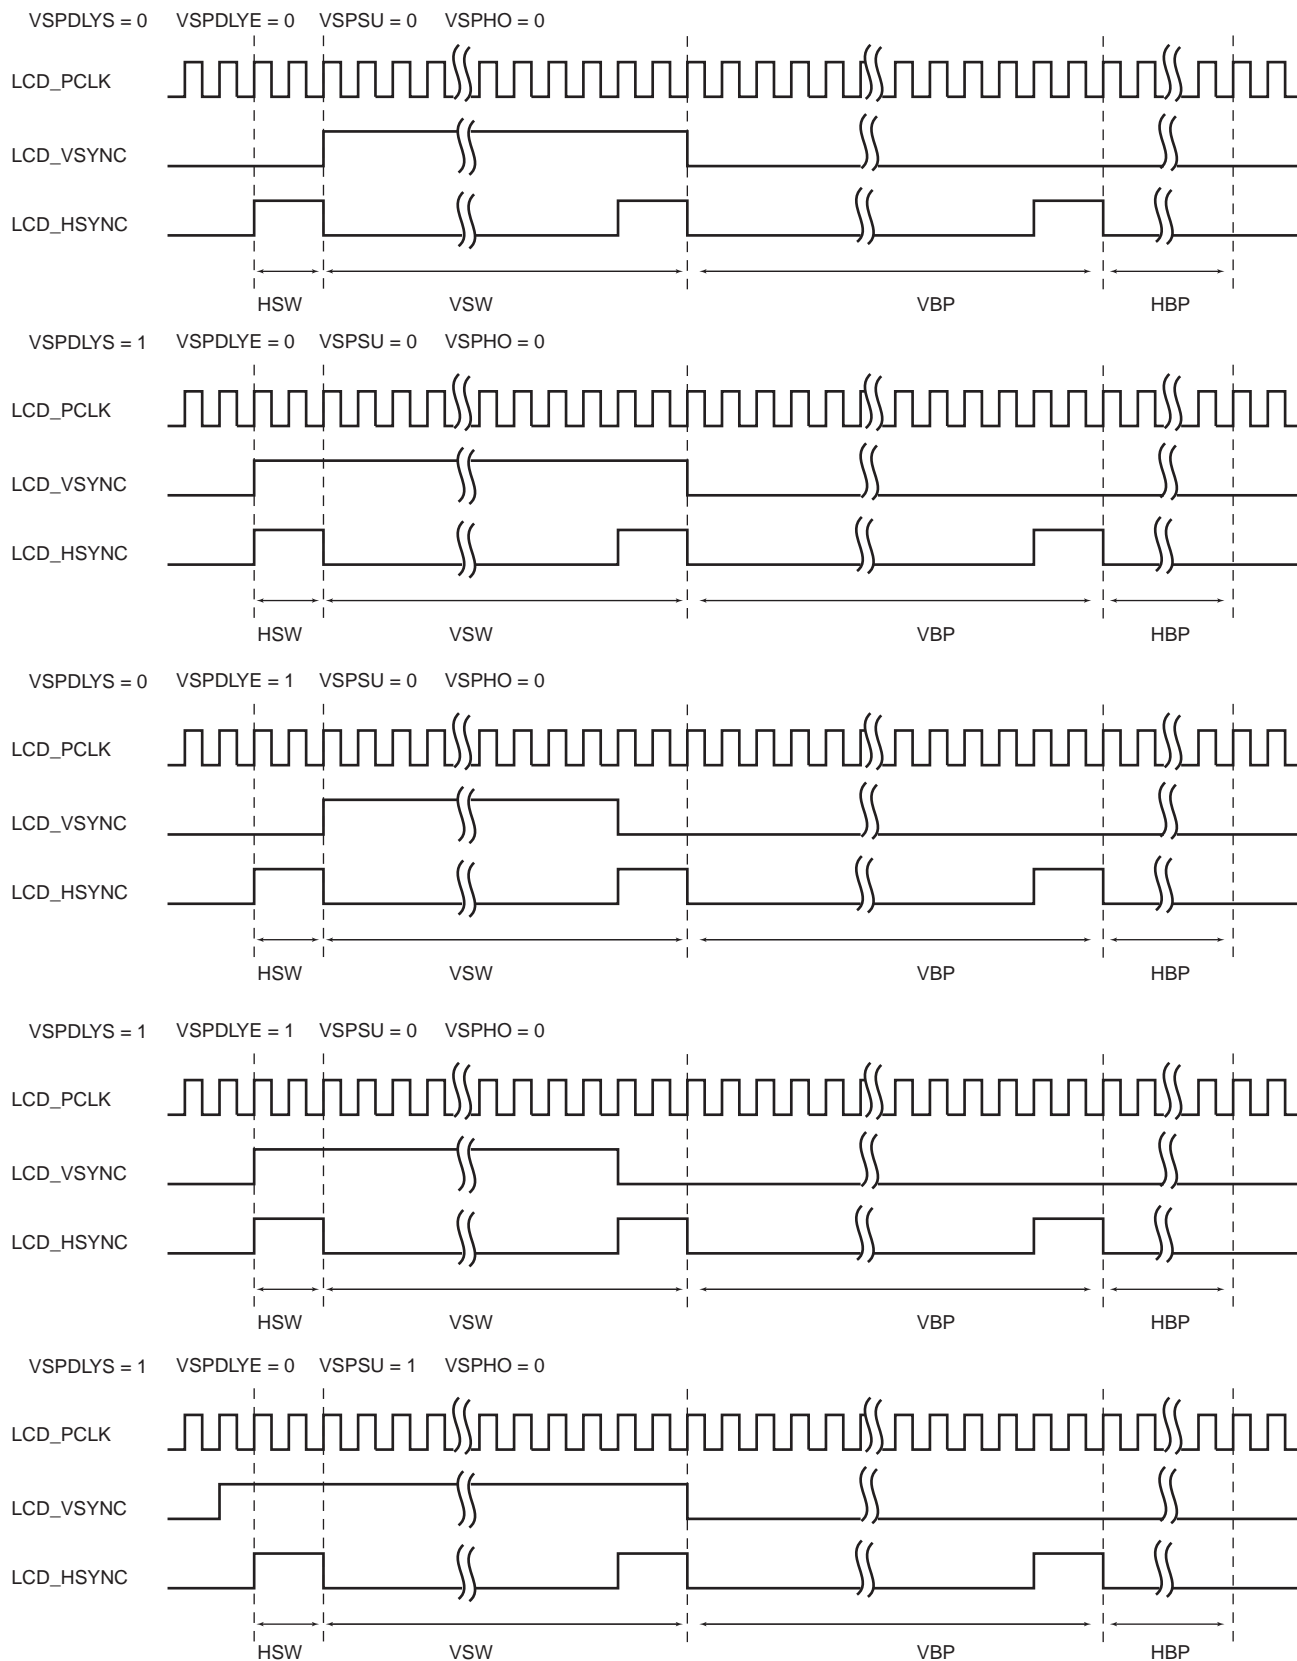 VSPDLYS = 0 VSPDLYE = 0 VSPSU = 0 VSPHO = 0
LCD_PCLK
LCD_VSYNC
LCD_HSYNC
HSW VSW VBP HBP
VSPDLYS = 1 VSPDLYE = 0 VSPSU = 0 VSPHO = 0
LCD_PCLK
LCD_VSYNC
LCD_HSYNC
HSW VSW VBP HBP
VSPDLYS = 0 VSPDLYE = 1 VSPSU = 0 VSPHO = 0
LCD_PCLK
LCD_VSYNC
LCD_HSYNC
HSW VSW VBP HBP
VSPDLYS = 1 VSPDLYE = 1 VSPSU = 0 VSPHO = 0
LCD_PCLK
LCD_VSYNC
LCD_HSYNC
HSW VSW VBP HBP
VSPDLYS = 1 VSPDLYE = 0 VSPSU = 1 VSPHO = 0
LCD_PCLK
LCD_VSYNC
LCD_HSYNC
HSW VSW VBP HBP